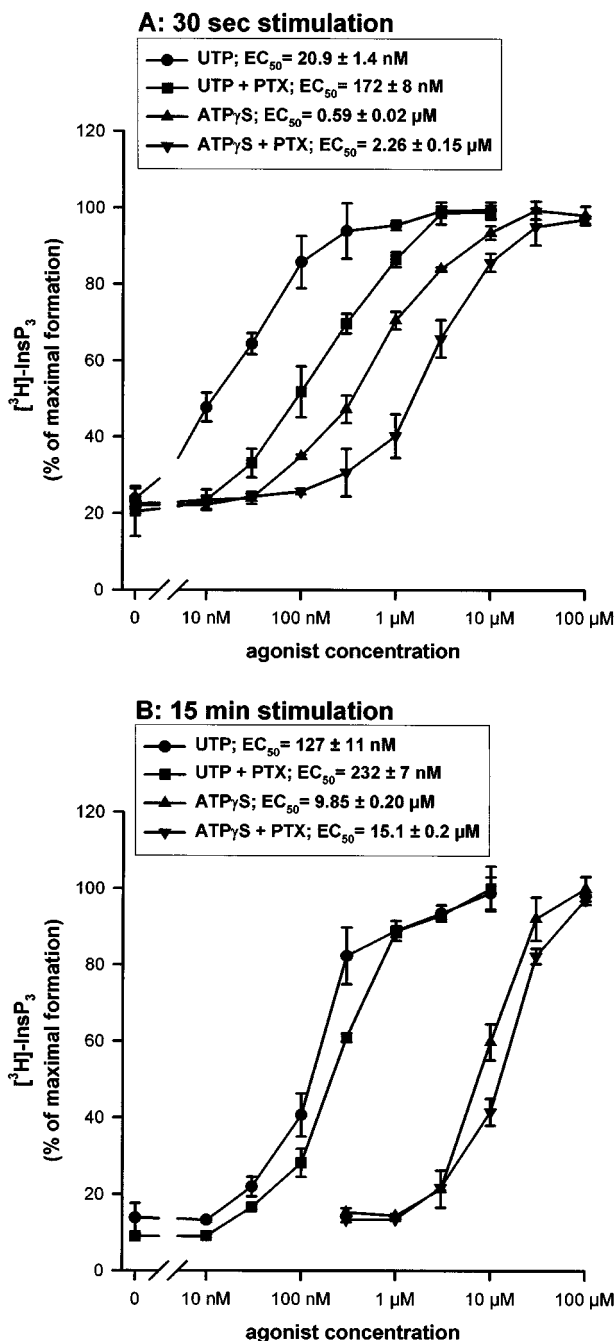 A: 30 sec stimulation
UTP; EC50= 20.9 ± 1.4 nM
UTP + PTX; EC50= 172 ± 8 nM
ATPγS; EC50= 0.59 ± 0.02 µM
ATPγS + PTX; EC50= 2.26 ± 0.15 µM
120
100
80
60
40
20
0
[³H]-InsP₃
(% of maximal formation)
0 10 nM 100 nM 1 µM 10 µM 100 µM
agonist concentration
B: 15 min stimulation
UTP; EC50= 127 ± 11 nM
UTP + PTX; EC50= 232 ± 7 nM
ATPγS; EC50= 9.85 ± 0.20 µM
ATPγS + PTX; EC50= 15.1 ± 0.2 µM
120
100
80
60
40
20
0
[³H]-InsP₃
(% of maximal formation)
0 10 nM 100 nM 1 µM 10 µM 100 µM
agonist concentration